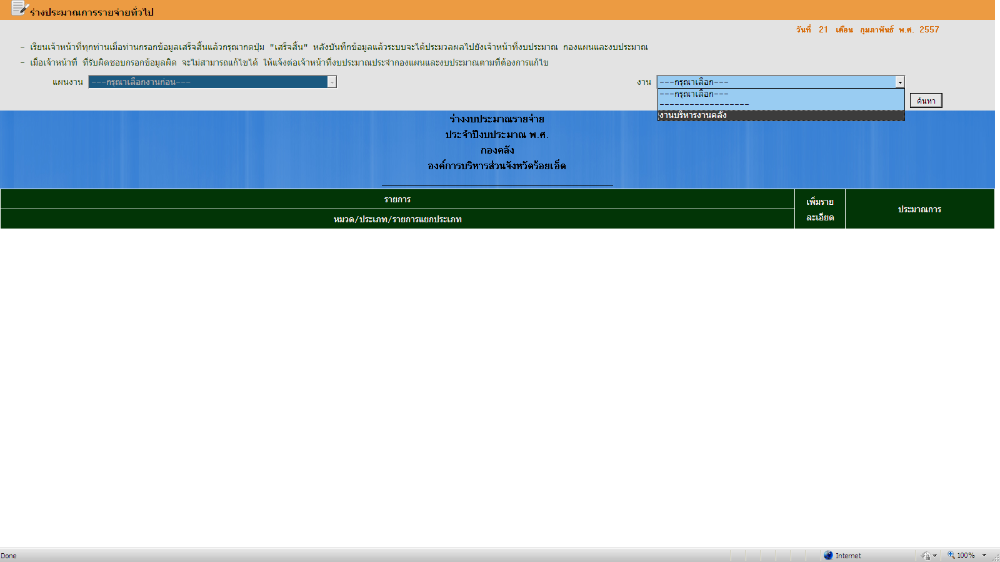 ร่างประมาณการรายจ่ายทั่วไป
วันที่ 21 เดือน กุมภาพันธ์ พ.ศ. 2557
- เรียนเจ้าหน้าที่ทุกท่านเมื่อท่านกรอกข้อมูลเสร็จสิ้นแล้วกรุณากดปุ่ม "เสร็จสิ้น" หลังบันทึกข้อมูลแล้วระบบจะได้ประมวลผลไปยังเจ้าหน้าที่งบประมาณ กองแผนและงบประมาณ
- เมื่อเจ้าหน้าที่ ที่รับผิดชอบกรอกข้อมูลผิด จะไม่สามารถแก้ไขได้ ให้แจ้งต่อเจ้าหน้าที่งบประมาณประจำกองแผนและงบประมาณตามที่ต้องการแก้ไข
แผนงาน ---กรุณาเลือกงานก่อน--- งาน ---กรุณาเลือก---
---กรุณาเลือก---
------------------
งานบริหารงานคลัง
ค้นหา
ร่างงบประมาณรายจ่าย
ประจำปีงบประมาณ พ.ศ.
กองคลัง
องค์การบริหารส่วนจังหวัดร้อยเอ็ด
รายการ
หมวด/ประเภท/รายการแยกประเภท
เพิ่มราย
ละเอียด
ประมาณการ
Done Internet 100%